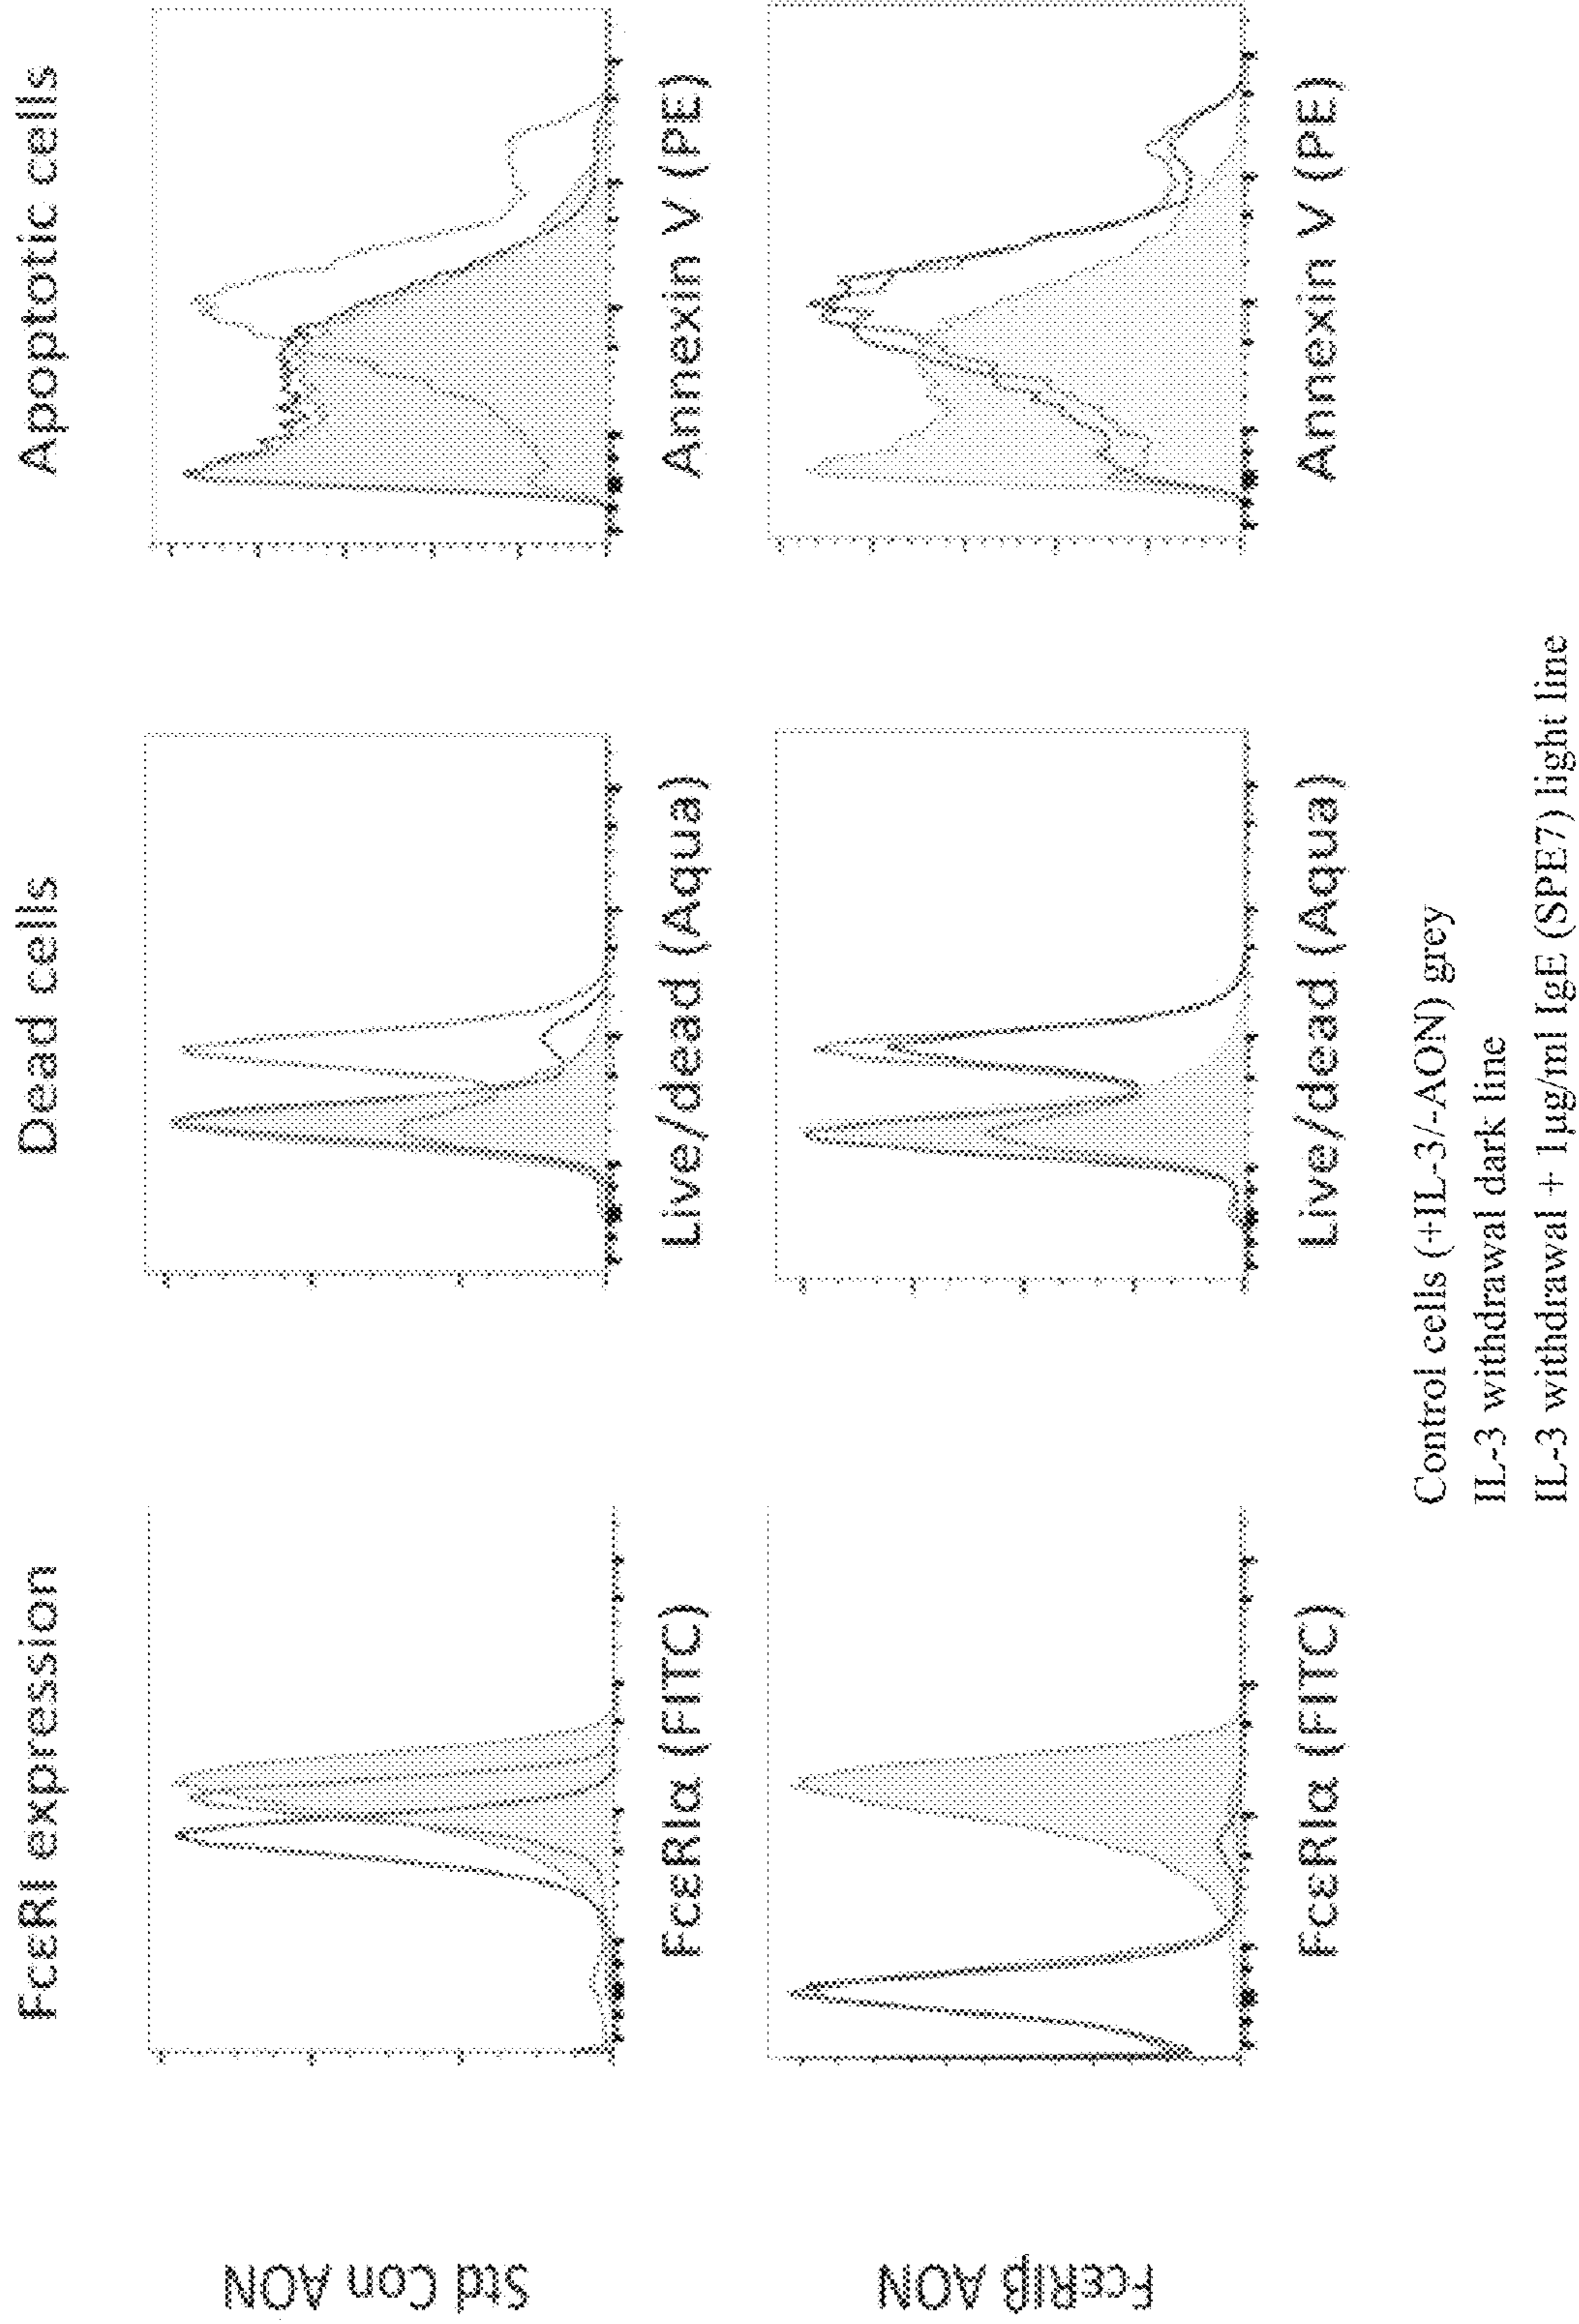 FcεRI expression
Dead cells
Apoptotic cells
Std Con AON
FcεRIα (FITC)
Live/dead (Aqua)
Annexin V (PE)
FcεRIβ AON
FcεRIα (FITC)
Live/dead (Aqua)
Annexin V (PE)
Control cells (+IL-3/-AON) grey
IL-3 withdrawal dark line
IL-3 withdrawal + 1μg/ml IgE (SPE7) light line